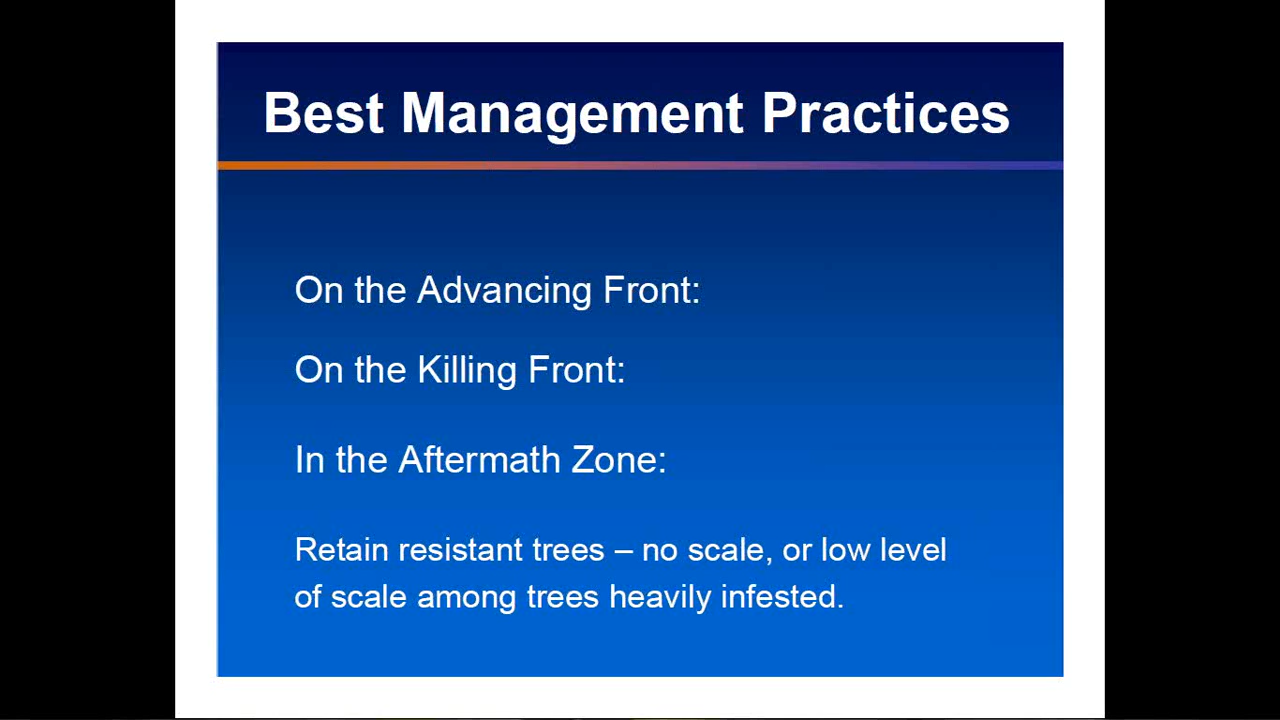 Best Management Practices
On the Advancing Front:
On the Killing Front:
In the Aftermath Zone:
Retain resistant trees – no scale, or low level
of scale among trees heavily infested.